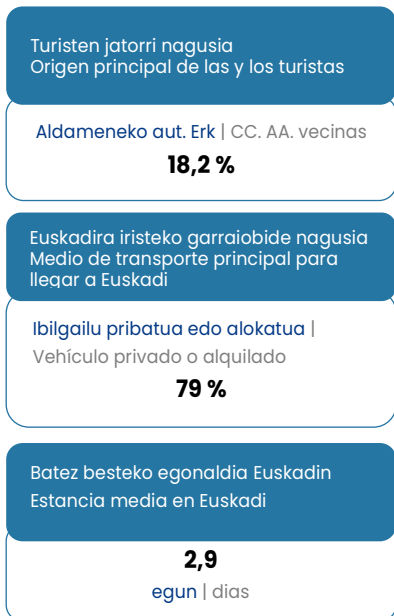 Turisten jatorri nagusia
Origen principal de las y los turistas
Aldameneko aut. Erk | CC. AA. vecinas
18,2 %
Euskadira iristeko garraiobide nagusia
Medio de transporte principal para
llegar a Euskadi
Ibilgailu pribatua edo alokatua |
Vehículo privado o alquilado
79 %
Batez besteko egonaldia Euskadin
Estancia media en Euskadi
2,9
egun | dias